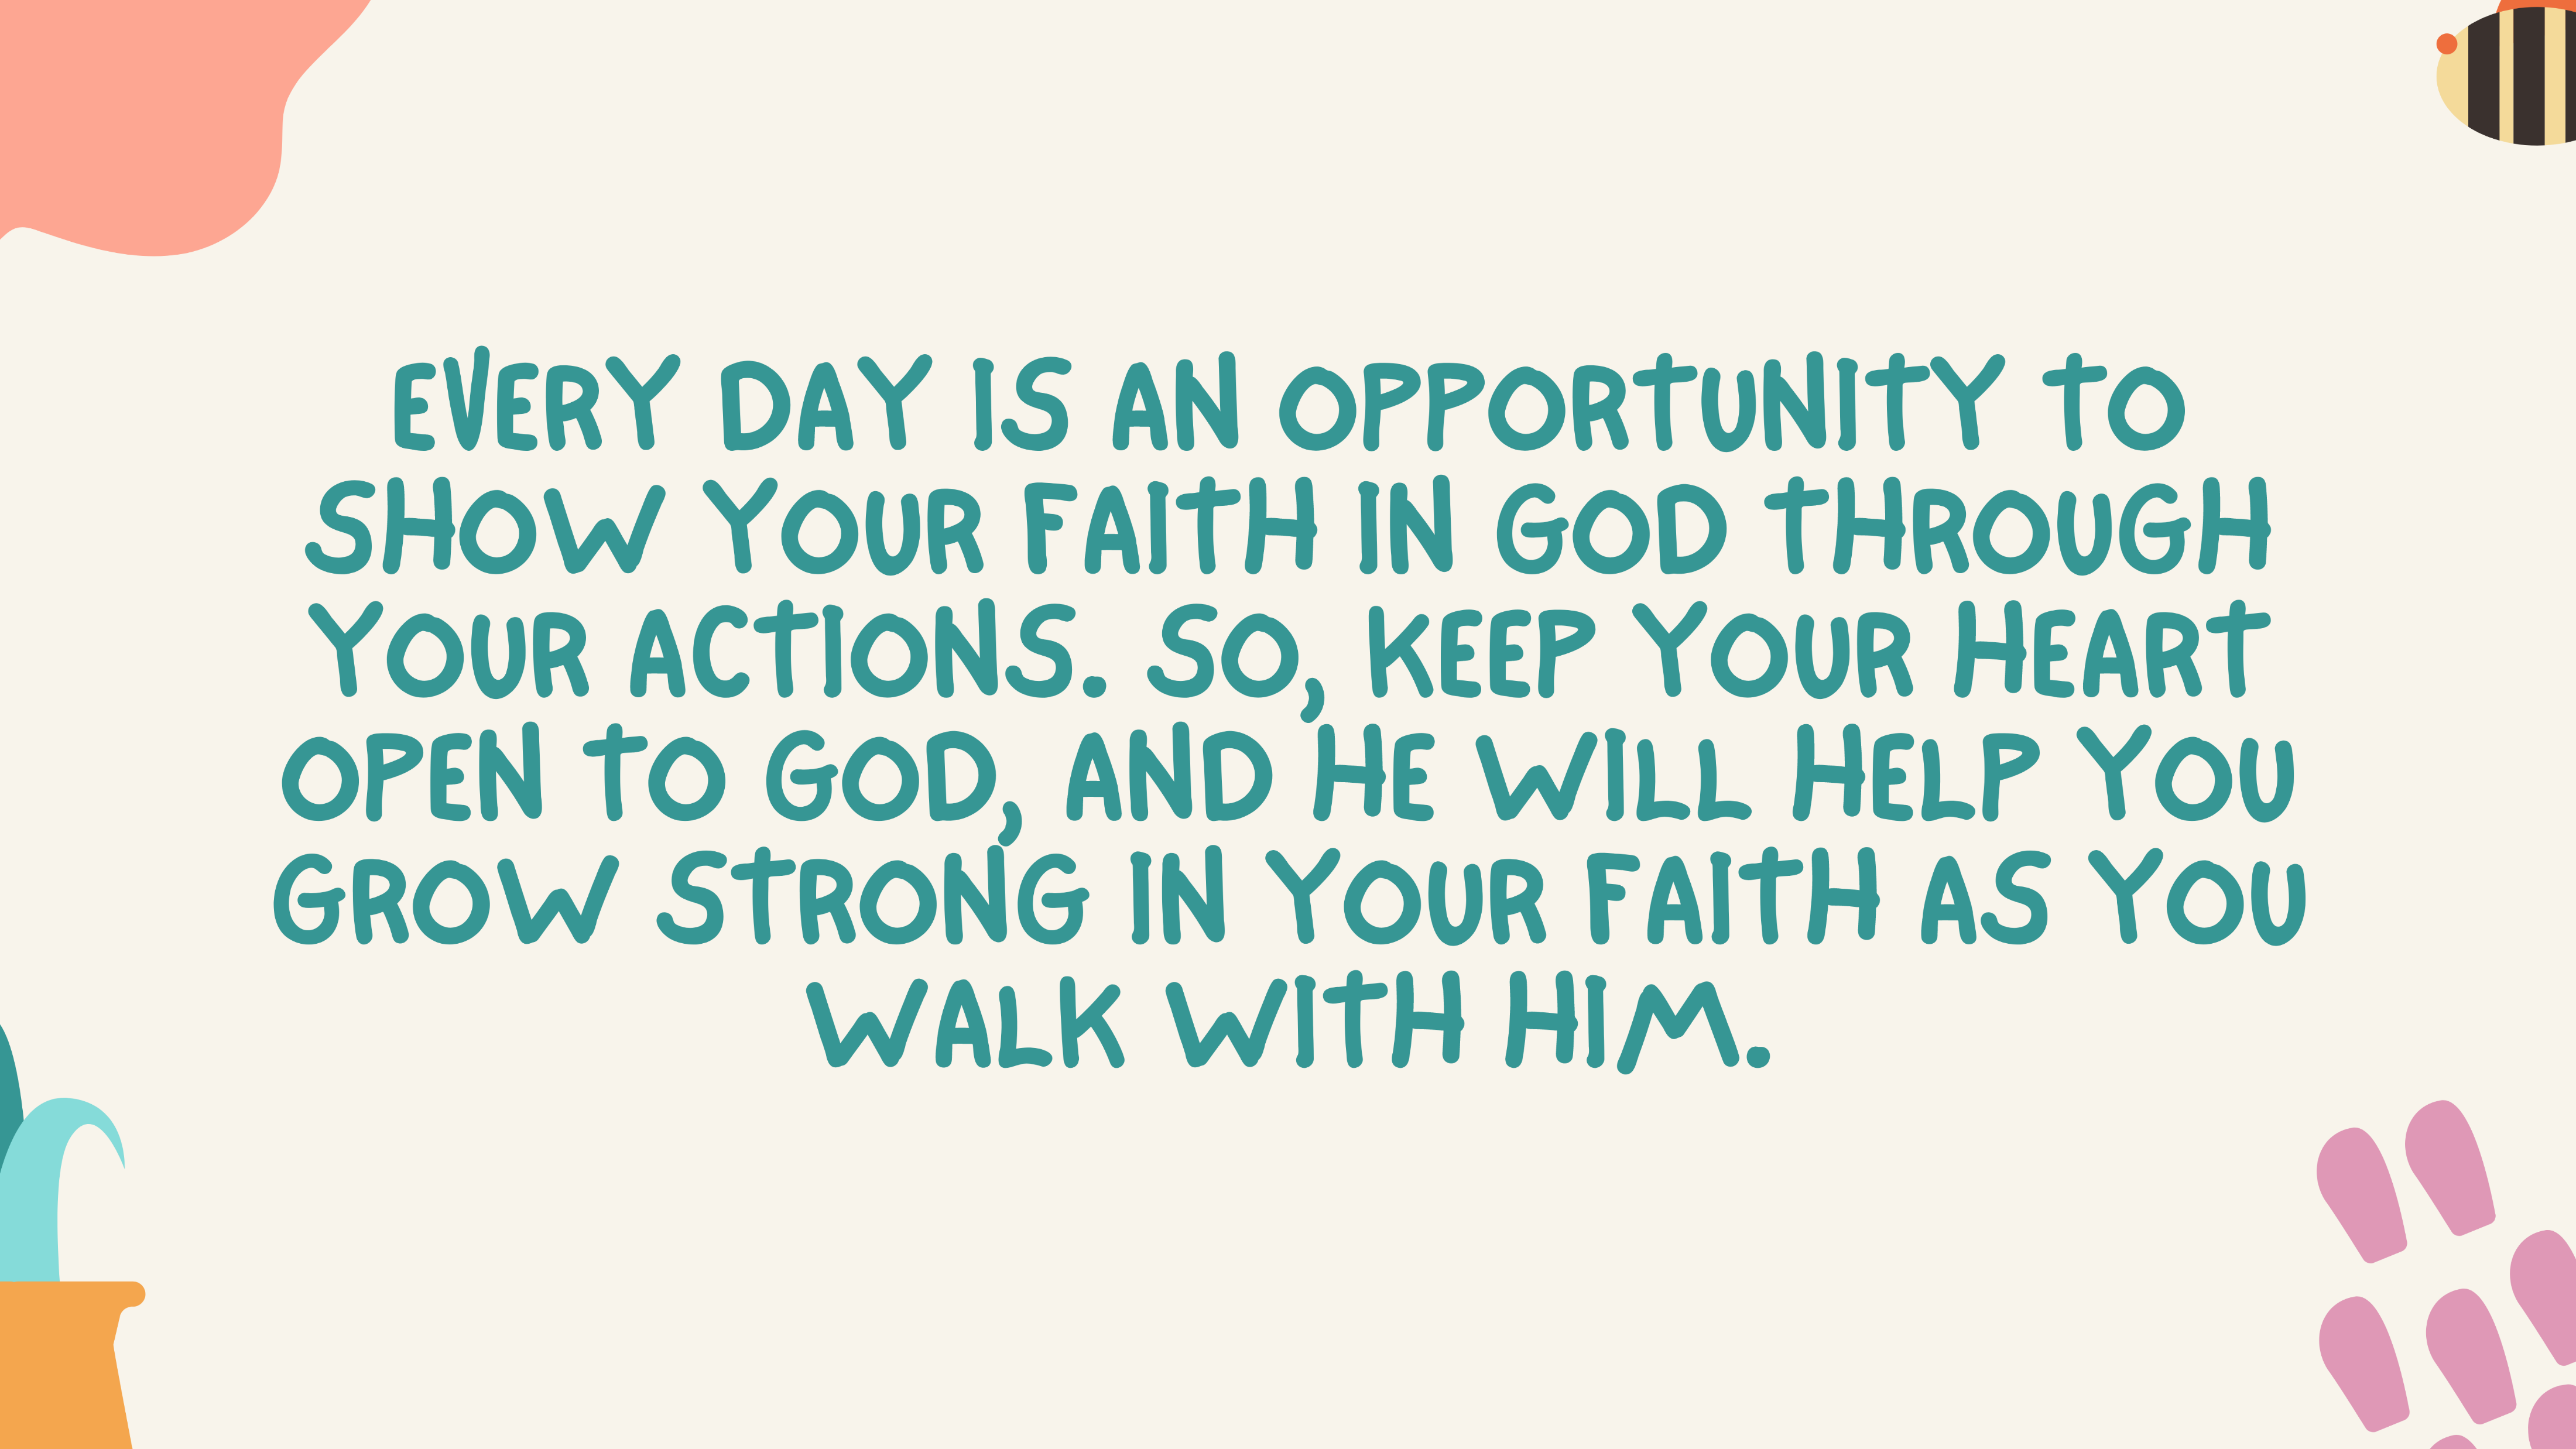 EVERY DAY IS AN OPPORTUNITY TO
SHOW YOUR FAITH IN GOD THROUGH
YOUR ACTIONS. SO, KEEP YOUR HEART
OPEN TO GOD, AND HE WILL HELP YOU
GROW STRONG IN YOUR FAITH AS YOU
WALK WITH HIM.